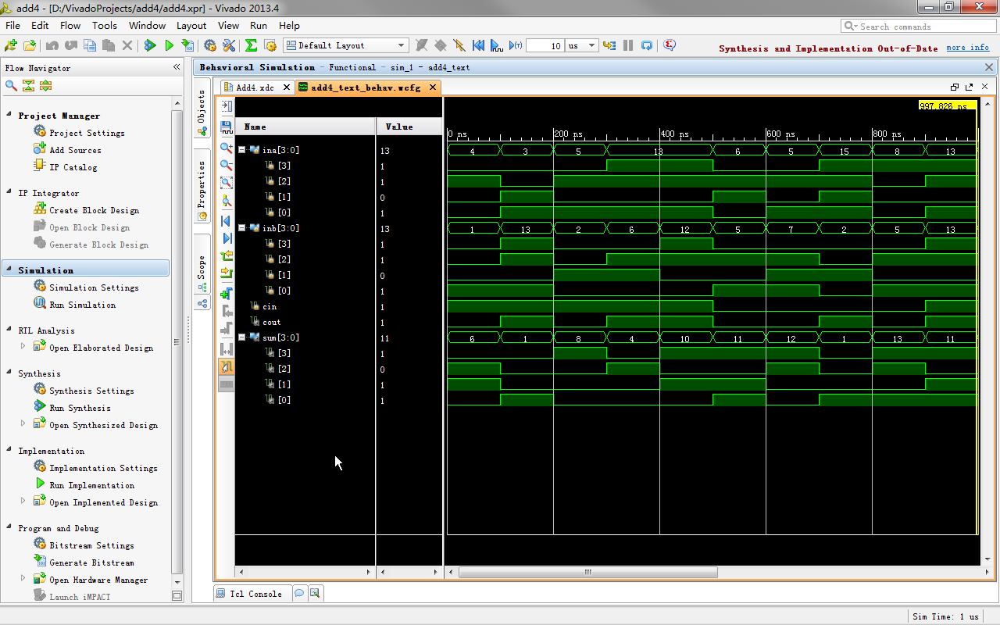 add4 - [D:/VivadoProjects/add4/add4.xpr] - Vivado 2013.4
File Edit Flow Tools Window Layout View Run Help
Search commands
Default Layout
10 us
Synthesis and Implementation Out-of-Date more info
Flow Navigator
Project Manager
Project Settings
Add Sources
IP Catalog
IP Integrator
Create Block Design
Open Block Design
Generate Block Design
Simulation
Simulation Settings
Run Simulation
RTL Analysis
Open Elaborated Design
Synthesis
Synthesis Settings
Run Synthesis
Open Synthesized Design
Implementation
Implementation Settings
Run Implementation
Open Implemented Design
Program and Debug
Bitstream Settings
Generate Bitstream
Open Hardware Manager
Launch iMPACT
Behavioral Simulation - Functional - sim_1 - add4_text
Objects
Properties
Scope
Add4.xdc
add4_text_behav.wcfg
997.826 ns
Name Value
0 ns 200 ns 400 ns 600 ns 800 ns
ina[3:0] 13 4 3 5 13 6 5 15 8 13
[3] 1
[2] 1
[1] 0
[0] 1
inb[3:0] 13 1 13 2 6 12 5 7 2 5 13
[3] 1
[2] 1
[1] 0
[0] 1
cin 1
cout 1
sum[3:0] 11 6 1 8 4 10 11 12 1 13 11
[3] 1
[2] 0
[1] 1
[0] 1
Tcl Console
Sim Time: 1 us